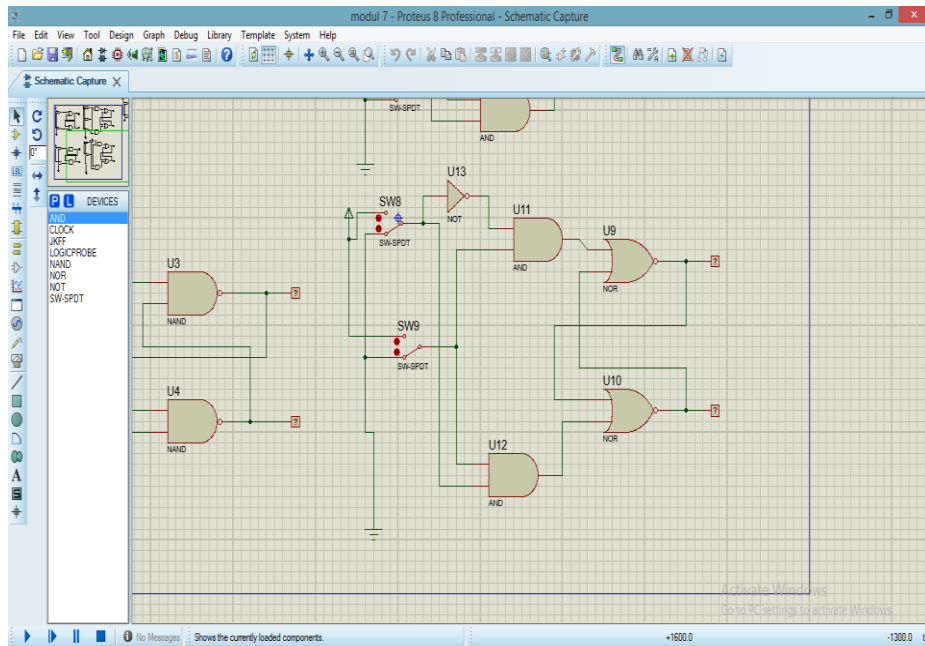 modul 7 - Proteus 8 Professional - Schematic Capture
File Edit View Tool Design Graph Debug Library Template System Help
Schematic Capture
0°
LBL
P L DEVICES
AND
CLOCK
JKFF
LOGICPROBE
NAND
NOR
NOT
SW-SPDT
SW-SPDT
AND
U13
NOT
SW8
SW-SPDT
U11
AND
U9
NOR
?
U3
NAND
?
SW9
SW-SPDT
U10
NOR
?
U4
NAND
?
U12
AND
Activate Windows
Go to PC settings to activate Windows.
No Messages
Shows the currently loaded components.
+1600.0
-1300.0